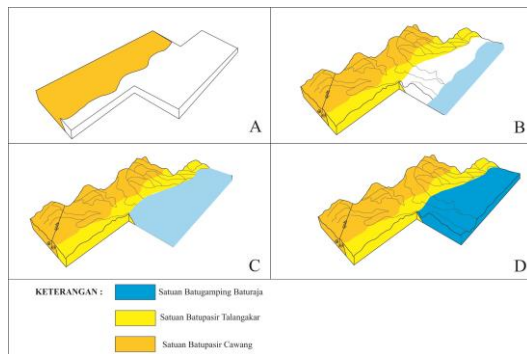 A
B
C
D
KETERANGAN :
Satuan Batugamping Baturaja
Satuan Batupasir Talangakar
Satuan Batupasir Cawang